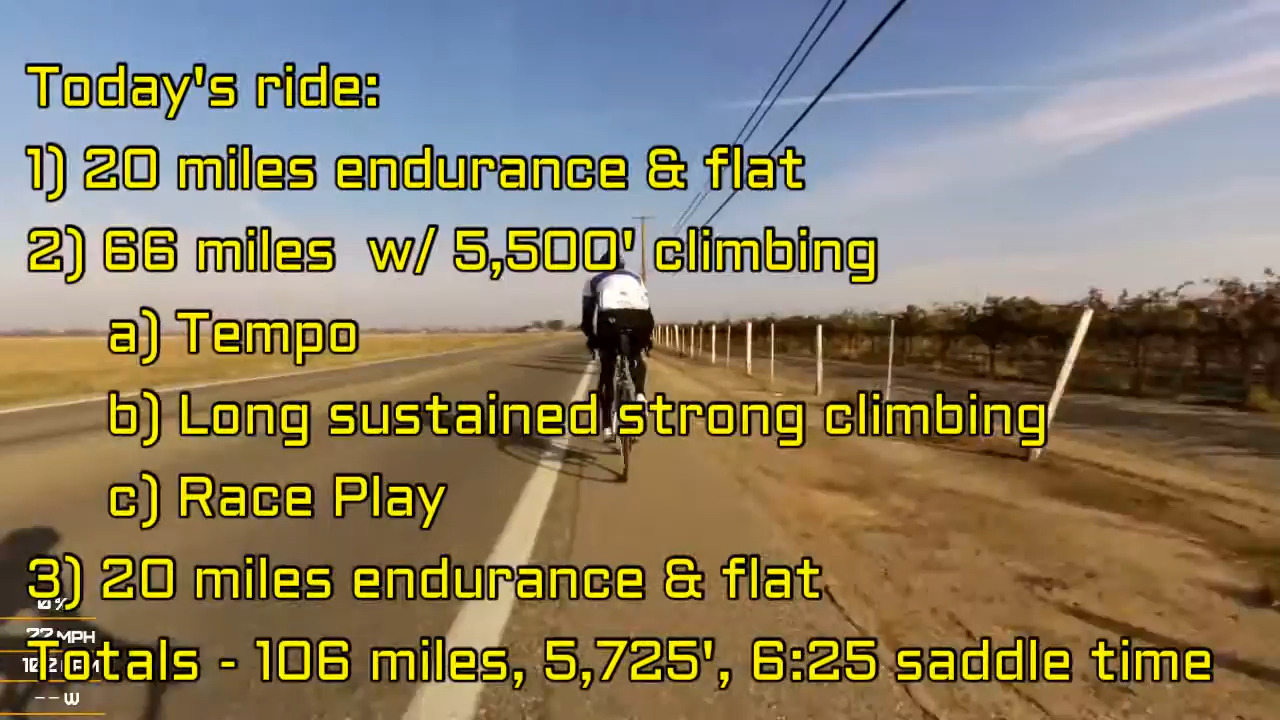 Today's ride:
1) 20 miles endurance & flat
2) 66 miles w/ 5,500' climbing
a) Tempo
b) Long sustained strong climbing
c) Race Play
3) 20 miles endurance & flat
Totals - 106 miles, 5,725', 6:25 saddle time
MPH
-- W